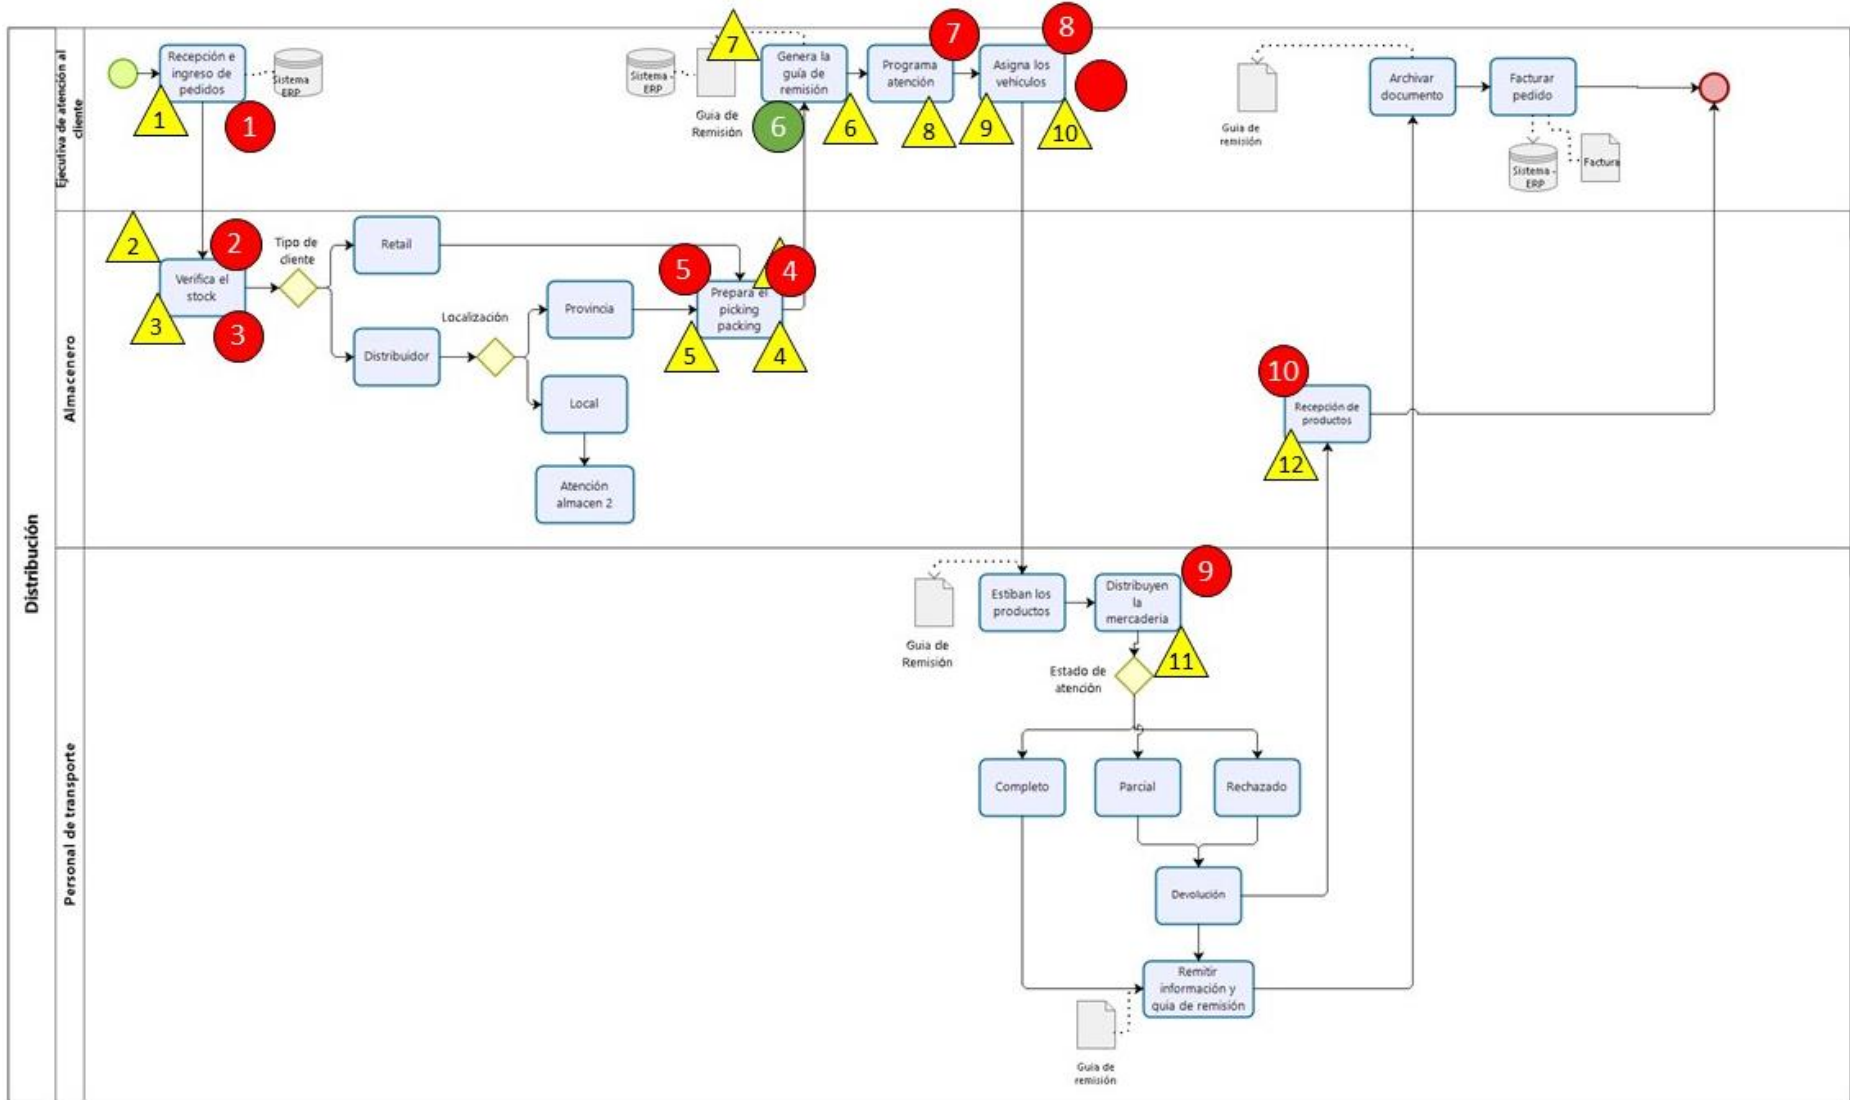 Distribución
Ejecutiva de atención al
cliente
Recepción e
ingreso de
pedidos
Sistema
ERP
1
1
Sistema -
ERP
7
Guia de
Remisión
Genera la
guía de
remisión
6
6
Programa
atención
7
8
Asigna los
vehiculos
8
9
10
Guia de
remisión
Archivar
documento
Facturar
pedido
Sistema -
ERP
Factura
Almacenero
2
2
Verifica el
stock
3
3
Tipo de
cliente
Retail
Distribuidor
Localización
Provincia
Local
Atención
almacen 2
5
4
Prepara el
picking
packing
5
4
10
Recepción de
productos
12
Personal de transporte
Guia de
Remisión
Estiban los
productos
Distribuyen
la
mercaderia
9
11
Estado de
atención
Completo
Parcial
Rechazado
Devolución
Remitir
información y
guia de remisión
Guia de
remisión